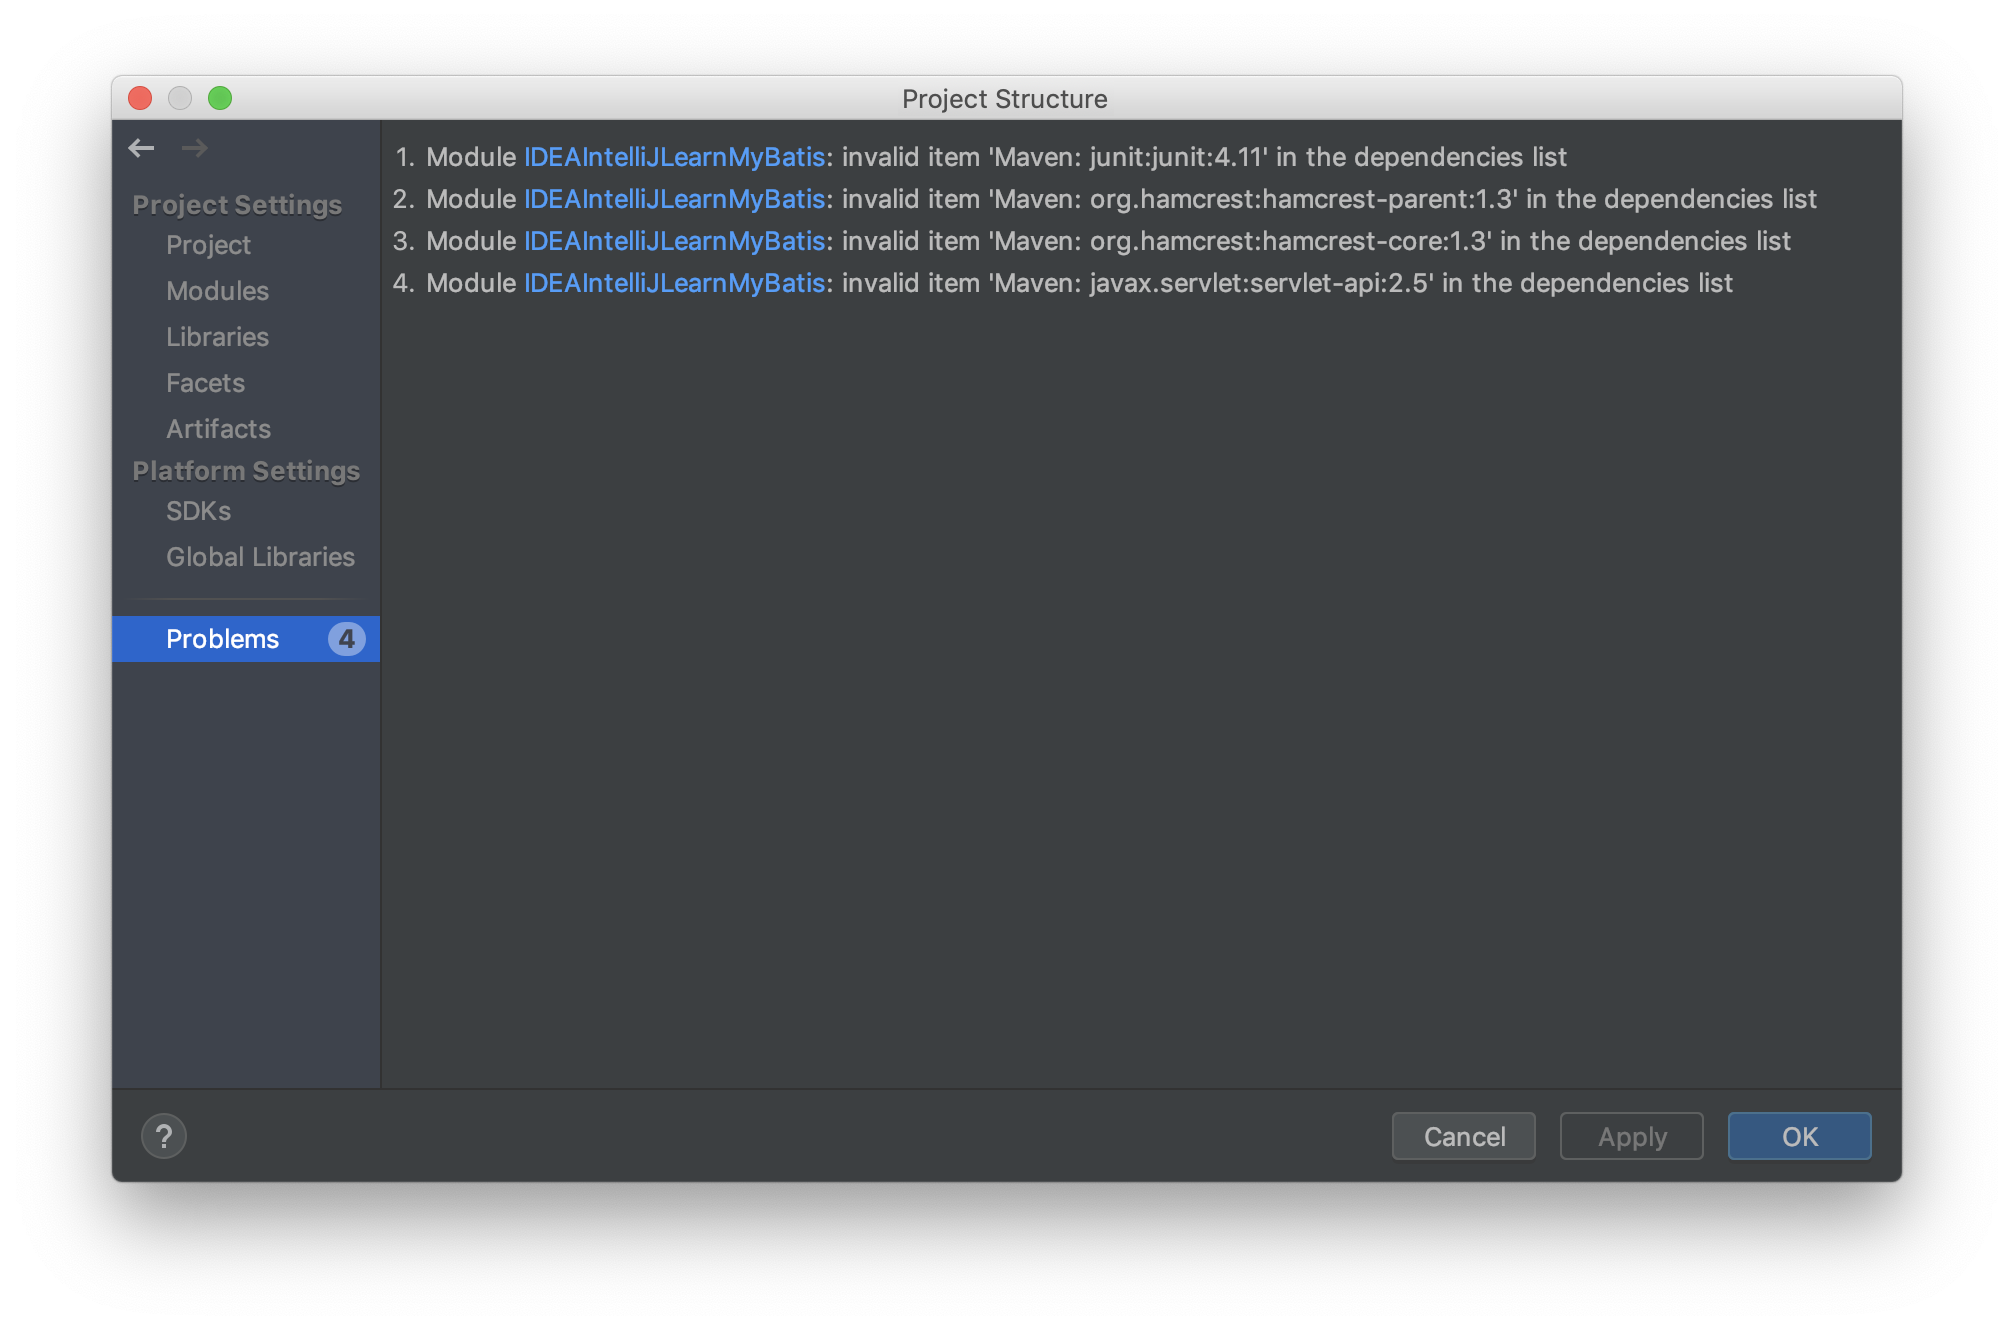 Project Structure
Project Settings
Project
Modules
Libraries
Facets
Artifacts
Platform Settings
SDKs
Global Libraries
Problems 4
1. Module IDEAIntelliJLearnMyBatis: invalid item 'Maven: junit:junit:4.11' in the dependencies list
2. Module IDEAIntelliJLearnMyBatis: invalid item 'Maven: org.hamcrest:hamcrest-parent:1.3' in the dependencies list
3. Module IDEAIntelliJLearnMyBatis: invalid item 'Maven: org.hamcrest:hamcrest-core:1.3' in the dependencies list
4. Module IDEAIntelliJLearnMyBatis: invalid item 'Maven: javax.servlet:servlet-api:2.5' in the dependencies list
? Cancel Apply OK